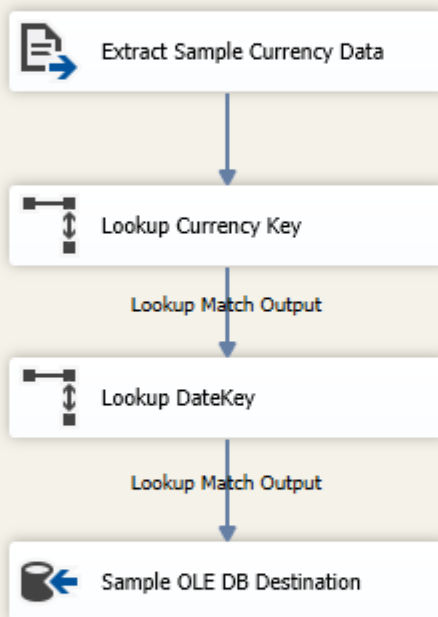 Extract Sample Currency Data
Lookup Currency Key
Lookup Match Output
Lookup DateKey
Lookup Match Output
Sample OLE DB Destination